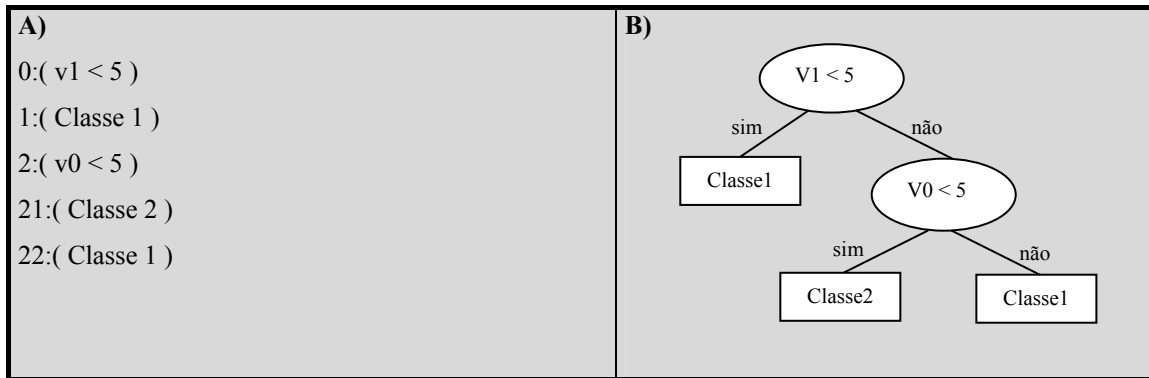 A)
0:( v1 < 5 )
1:( Classe 1 )
2:( v0 < 5 )
21:( Classe 2 )
22:( Classe 1 )
B)
V1 < 5
sim
não
Classe1
V0 < 5
sim
não
Classe2
Classe1